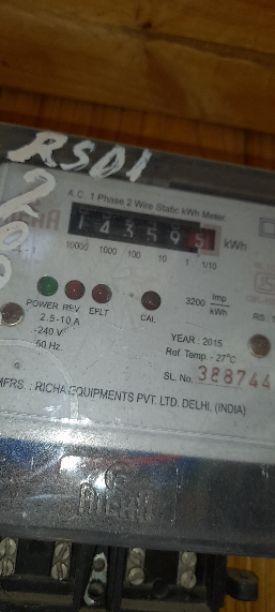 RSD1
A.C. 1 Phase 2 Wire Static kWh Meter
143595 kWh
10000 1000 100 10 1 1/10
POWER REV EPLT CAL 3200 Imp/kWh
2.5-10 A
-240 V
50 Hz.
YEAR : 2015
Ref Temp. - 27°C
SL. No. 388744
MFRS. : RICHA EQUIPMENTS PVT. LTD. DELHI, (INDIA)